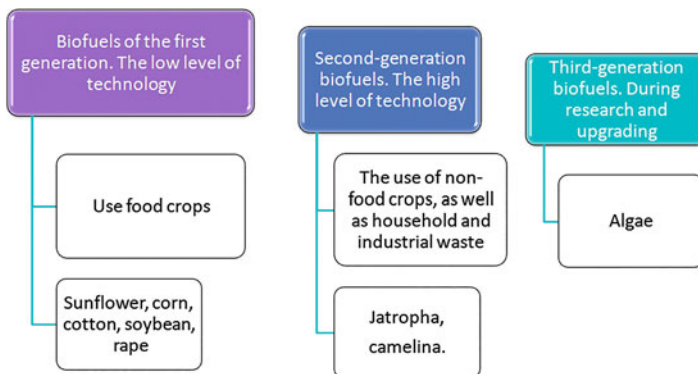 Biofuels of the first
generation. The low level of
technology
Use food crops
Sunflower, corn,
cotton, soybean,
rape
Second-generation
biofuels. The high
level of technology
The use of non-
food crops, as well
as household and
industrial waste
Jatropha,
camelina.
Third-generation
biofuels. During
research and
upgrading
Algae